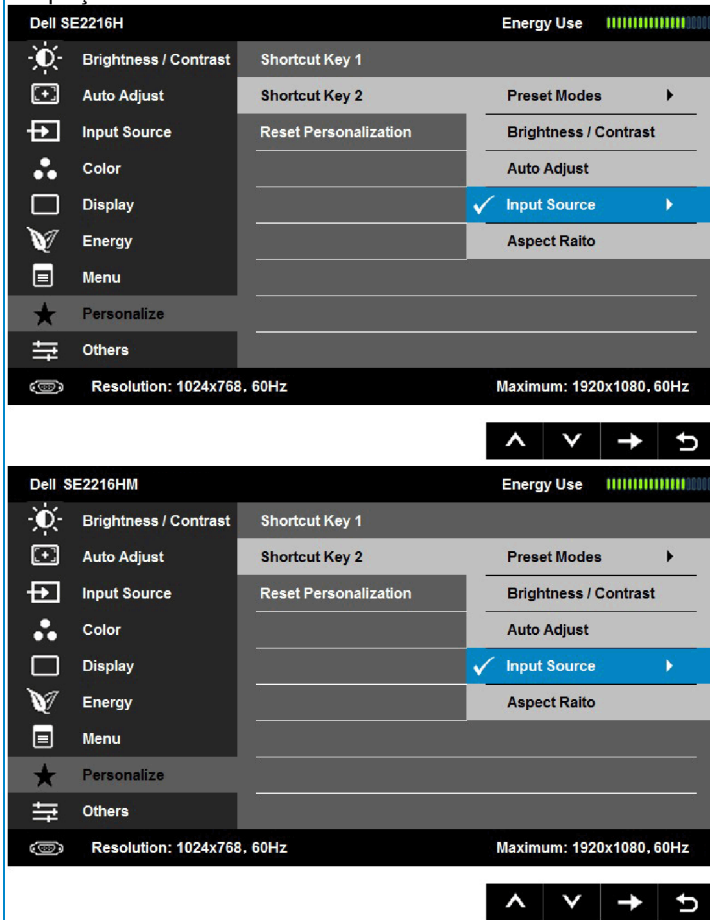 Dell SE2216H Energy Use
Brightness / Contrast Shortcut Key 1
Auto Adjust Shortcut Key 2 Preset Modes
Input Source Reset Personalization Brightness / Contrast
Color Auto Adjust
Display Input Source
Energy Aspect Raito
Menu
Personalize
Others
Resolution: 1024x768, 60Hz Maximum: 1920x1080, 60Hz
Dell SE2216HM Energy Use
Brightness / Contrast Shortcut Key 1
Auto Adjust Shortcut Key 2 Preset Modes
Input Source Reset Personalization Brightness / Contrast
Color Auto Adjust
Display Input Source
Energy Aspect Raito
Menu
Personalize
Others
Resolution: 1024x768, 60Hz Maximum: 1920x1080, 60Hz